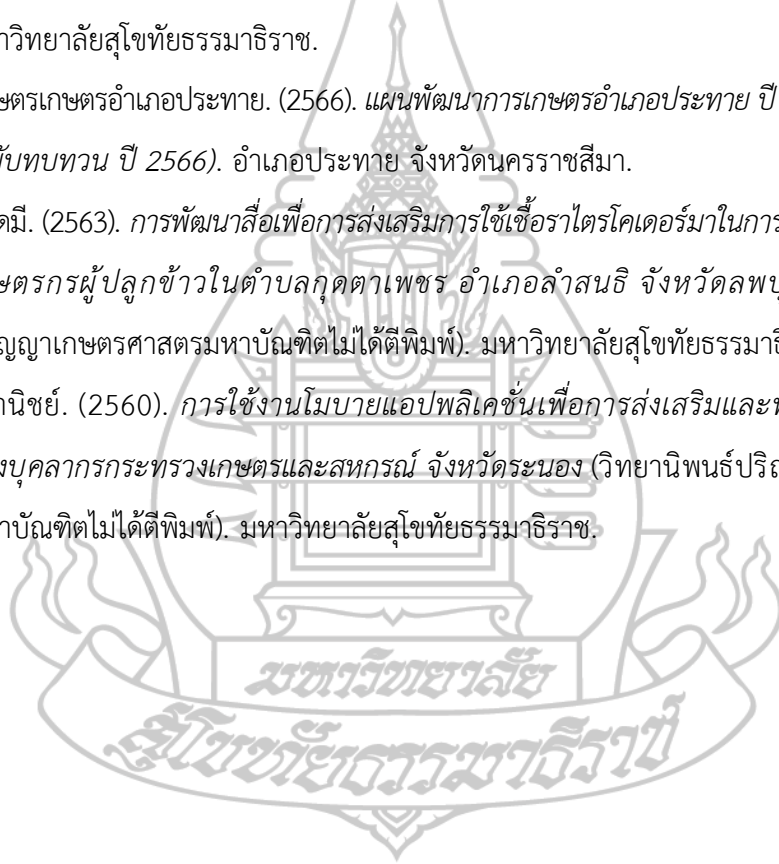 าวิทยาลัยสุโขทัยธรรมาธิราช.
ษตรเกษตรอำเภอประทาย. (2566). แผนพัฒนาการเกษตรอำเภอประทาย ปี
ับทบทวน ปี 2566). อำเภอประทาย จังหวัดนครราชสีมา.
ดมี. (2563). การพัฒนาสื่อเพื่อการส่งเสริมการใช้เชื้อราไตรโคเดอร์มาในการ
ษตรกรผู้ปลูกข้าวในตำบลกุดตาเพชร อำเภอลำสนธิ จังหวัดลพบุ
ญญาเกษตรศาสตรมหาบัณฑิตไม่ได้ตีพิมพ์). มหาวิทยาลัยสุโขทัยธรรมาธิ
านิชย์. (2560). การใช้งานโมบายแอปพลิเคชั่นเพื่อการส่งเสริมและพ
งบุคลากรกระทรวงเกษตรและสหกรณ์ จังหวัดระนอง (วิทยานิพนธ์ปริญ
าบัณฑิตไม่ได้ตีพิมพ์). มหาวิทยาลัยสุโขทัยธรรมาธิราช.
มหาวิทยาลัย
สุโขทัยธรรมาธิราช